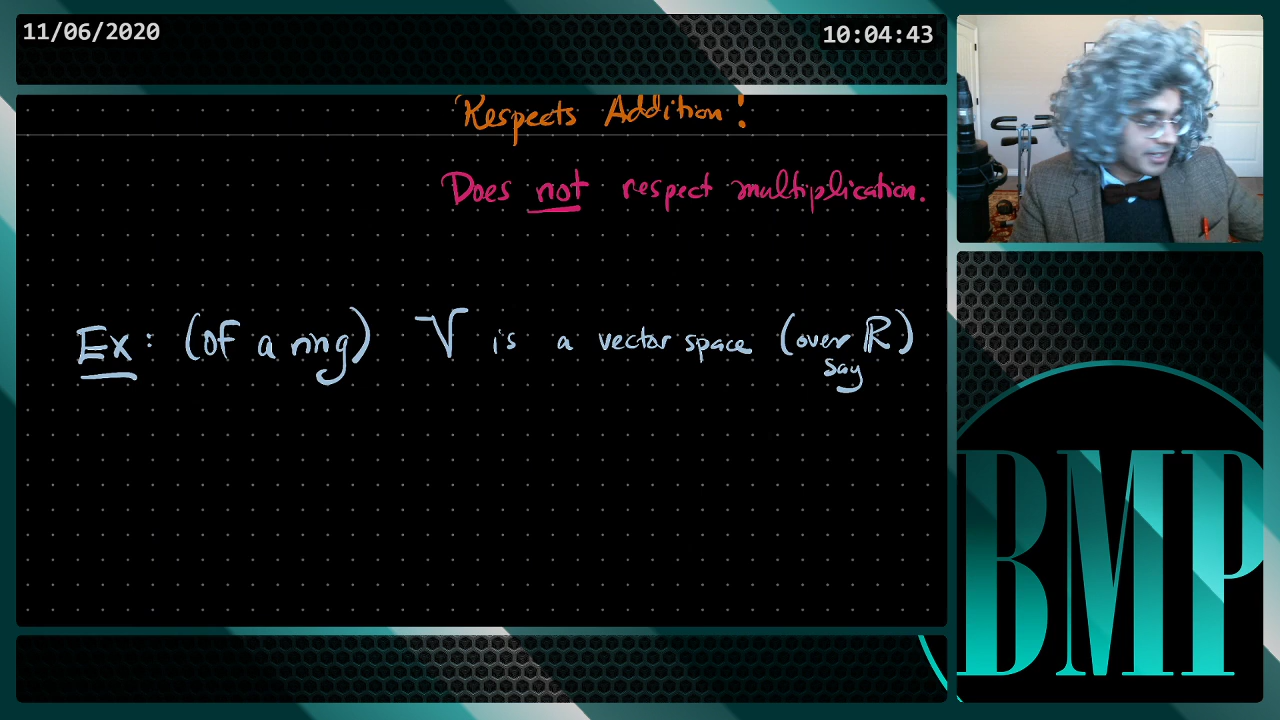 11/06/2020
10:04:43
Respects Addition!
Does not respect multiplication.
Ex: (of a ring) V is a vector space (over ℝ)
say
BMP